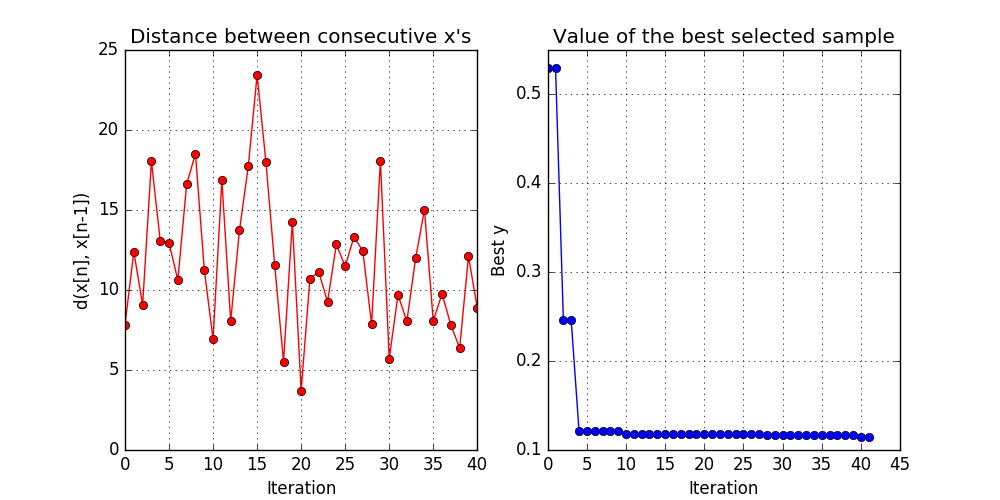 Distance between consecutive x's
25
20
15
10
5
0
d(x[n], x[n-1])
0 5 10 15 20 25 30 35 40
Iteration
Value of the best selected sample
0.5
0.4
0.3
0.2
0.1
Best y
0 5 10 15 20 25 30 35 40 45
Iteration